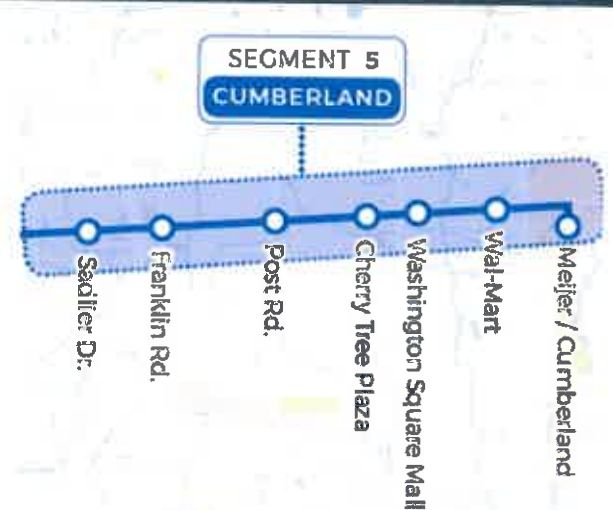 SEGMENT 5
CUMBERLAND
Sadlier Dr.
Franklin Rd.
Post Rd.
Cherry Tree Plaza
Washington Square Mall
Wal-Mart
Meijer / Cumberland